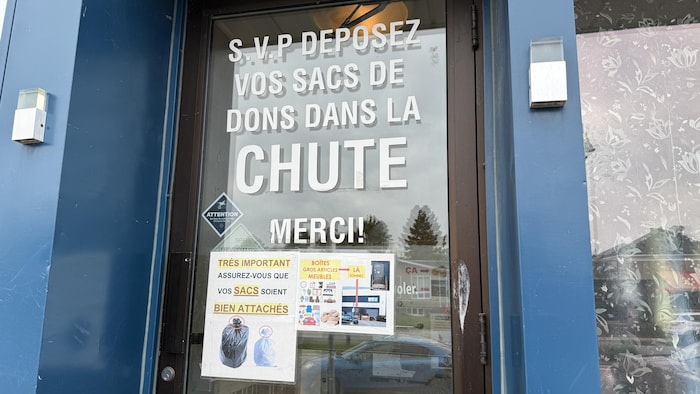 S.V.P DEPOSEZ
VOS SACS DE
DONS DANS LA
CHUTE
MERCI!
ATTENTION
TRÈS IMPORTANT
ASSUREZ-VOUS QUE
VOS SACS SOIENT
BIEN ATTACHÉS
BOÎTES
GROS ARTICLES
MEUBLES
LÀ